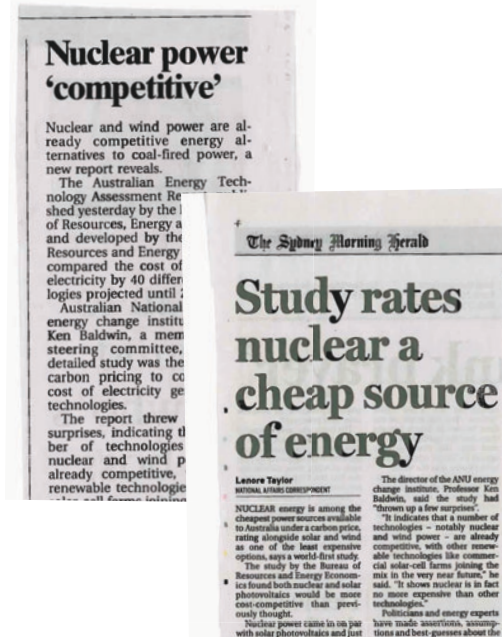 Nuclear power
‘competitive’
Nuclear and wind power are al-
ready competitive energy al-
ternatives to coal-fired power, a
new report reveals.
The Australian Energy Tech-
nology Assessment Re
shed yesterday by the
of Resources, Energy a
and developed by the
Resources and Energy
compared the cost of
electricity by 40 differ
logies projected until
Australian National
energy change institu
Ken Baldwin, a mem
steering committee,
detailed study was the
carbon pricing to co
cost of electricity ge
technologies.
The report threw
surprises, indicating t
ber of technologies
nuclear and wind p
already competitive,
renewable technologie
The Sydney Morning Herald
Study rates
nuclear a
cheap source
of energy
Lenore Taylor
NATIONAL AFFAIRS CORRESPONDENT
NUCLEAR energy is among the
cheapest power sources available
to Australia under a carbon price,
rating alongside solar and wind
as one of the least expensive
options, says a world-first study.
The study by the Bureau of
Resources and Energy Econom-
ics found both nuclear and solar
photovoltaics would be more
cost-competitive than previ-
ously thought.
Nuclear power came in on par
with solar photovoltaics and just
The director of the ANU energy
change institute, Professor Ken
Baldwin, said the study had
"thrown up a few surprises".
"It indicates that a number of
technologies – notably nuclear
and wind power – are already
competitive, with other renew-
able technologies like commer-
cial solar-cell farms joining the
mix in the very near future," he
said. "It shows nuclear is in fact
no more expensive than other
technologies."
Politicians and energy experts
have made assertions, assump-
tions and best-guesses about the